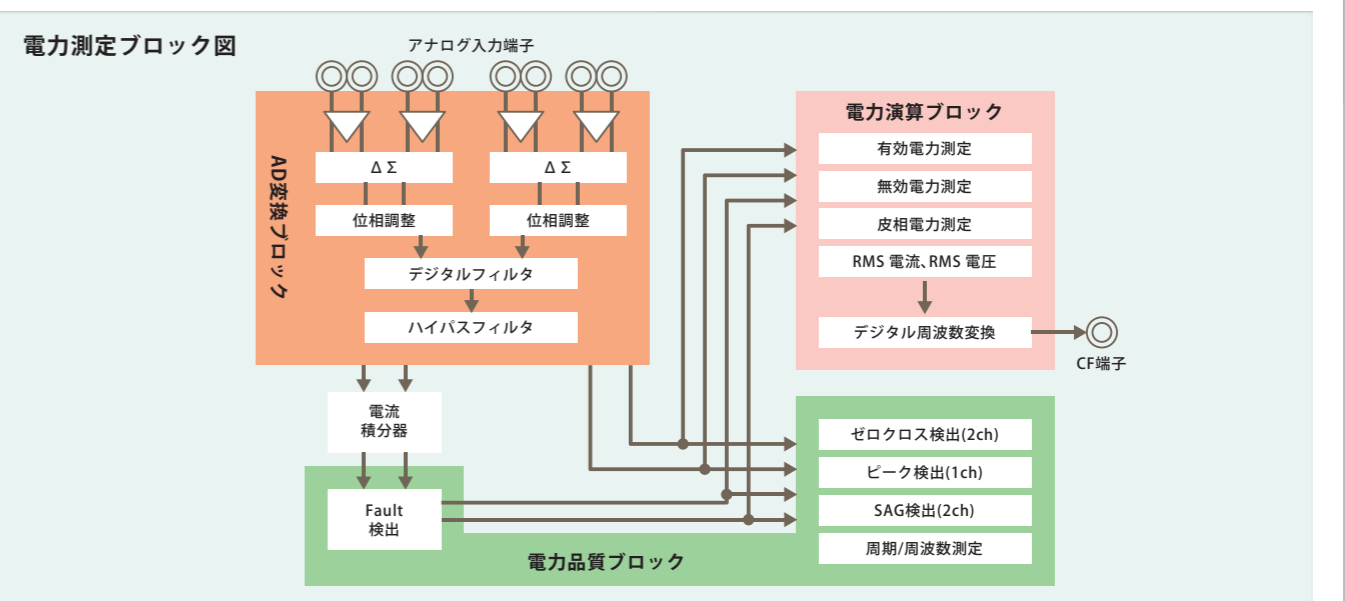 電力測定ブロック図
アナログ入力端子
AD変換ブロック
ΔΣ
ΔΣ
位相調整
位相調整
デジタルフィルタ
ハイパスフィルタ
電流
積分器
Fault
検出
電力演算ブロック
有効電力測定
無効電力測定
皮相電力測定
RMS 電流、RMS 電圧
デジタル周波数変換
CF端子
ゼロクロス検出(2ch)
ピーク検出(1ch)
SAG検出(2ch)
周期/周波数測定
電力品質ブロック